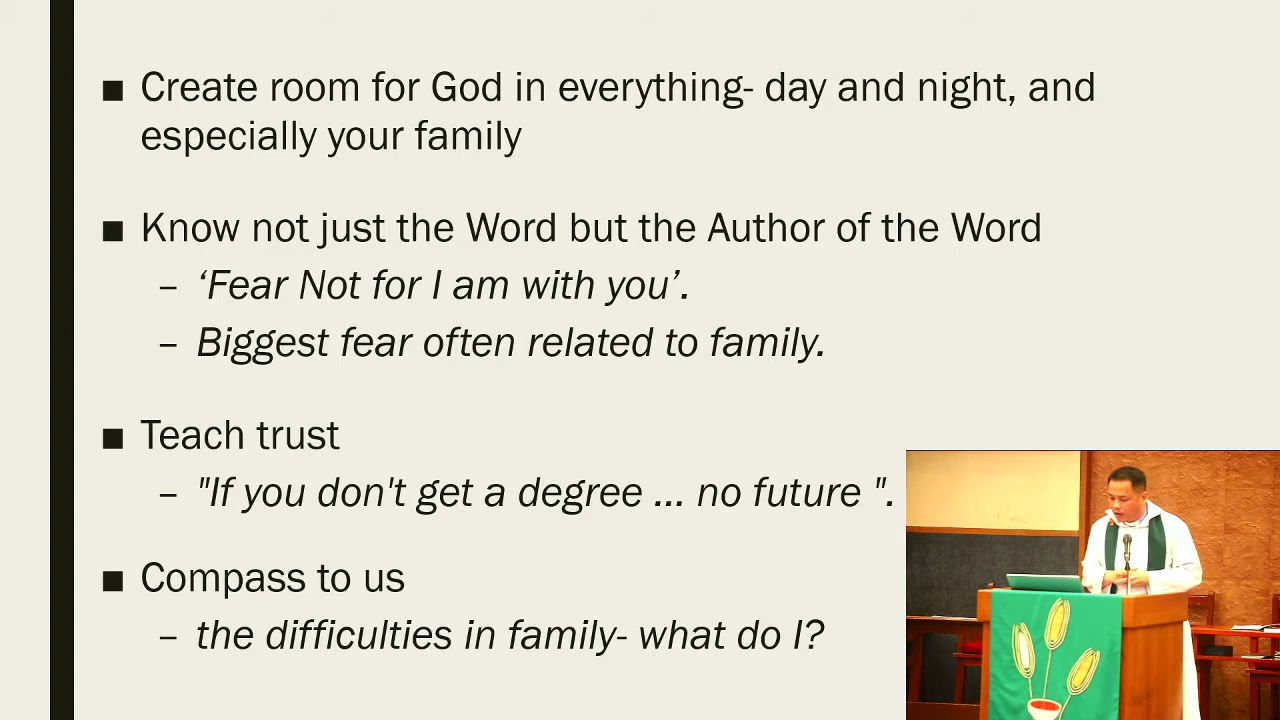 ■ Create room for God in everything- day and night, and
especially your family
■ Know not just the Word but the Author of the Word
– ‘Fear Not for I am with you’.
– Biggest fear often related to family.
■ Teach trust
– "If you don't get a degree ... no future ".
■ Compass to us
– the difficulties in family- what do I?